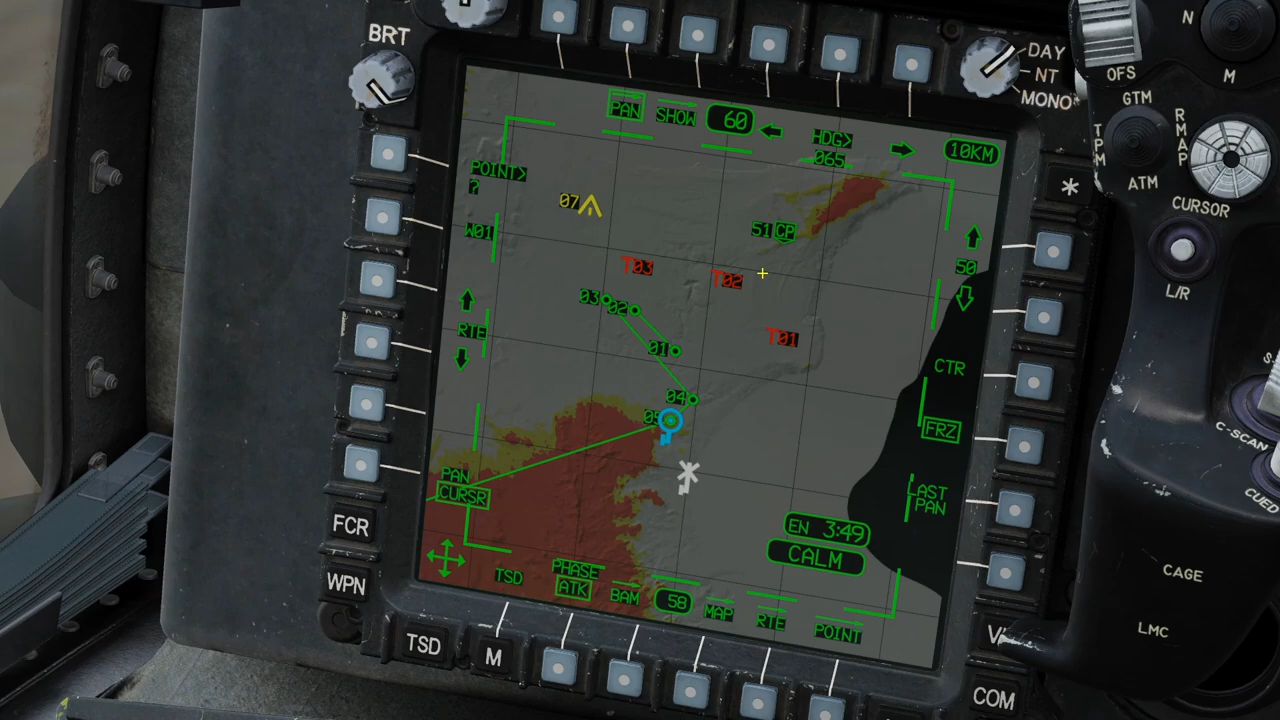 BRT
DAY
NT
MONO
N
M
OFS
GTM
TPM
RMAP
ATM
CURSOR
L/R
PAN
SHOW
60
HDG>
065
10KM
POINT>
?
W01
07
51 CP
50
T03
T02
T01
03
02
01
04
05
RTE
CTR
FRZ
LAST
PAN
PAN
CURSR
EN 3:49
CALM
TSD
PHASE
ATK
BAM
58
MAP
RTE
POINT
*
FCR
WPN
TSD
M
COM
C-SCAN
CUED
CAGE
LMC